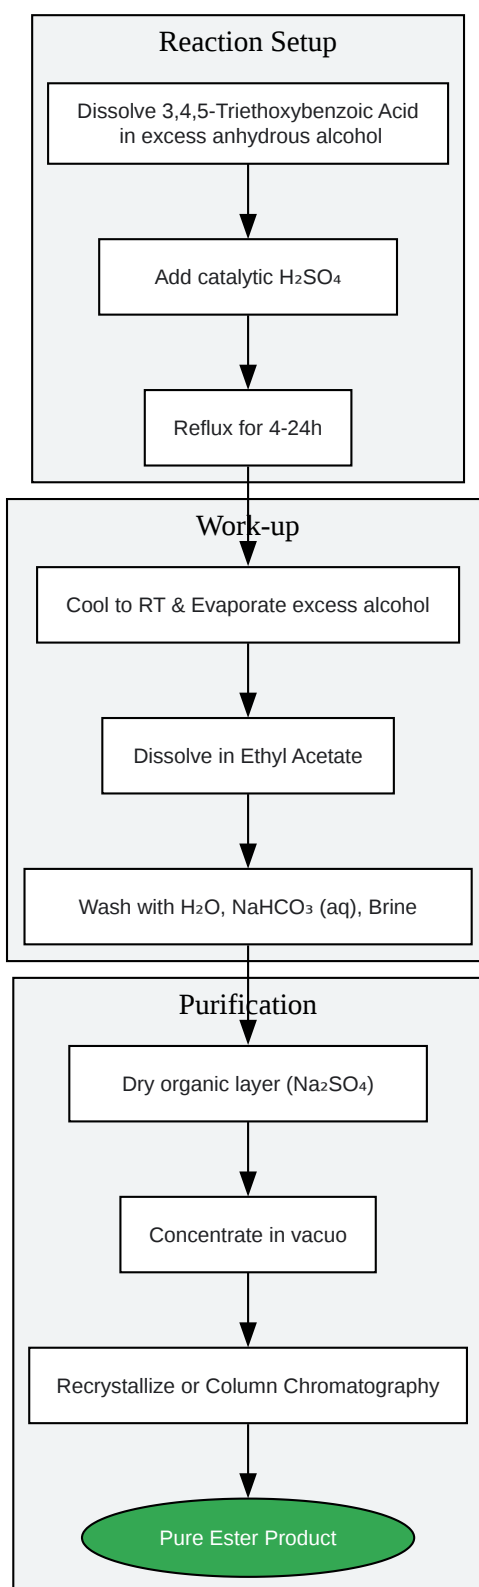 Reaction Setup
Dissolve 3,4,5-Triethoxybenzoic Acid
in excess anhydrous alcohol
Add catalytic H₂SO₄
Reflux for 4-24h
Work-up
Cool to RT & Evaporate excess alcohol
Dissolve in Ethyl Acetate
Wash with H₂O, NaHCO₃ (aq), Brine
Purification
Dry organic layer (Na₂SO₄)
Concentrate in vacuo
Recrystallize or Column Chromatography
Pure Ester Product